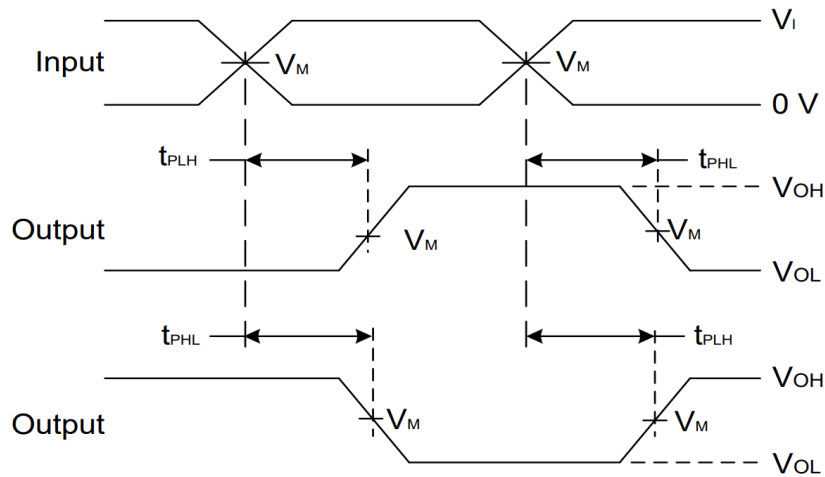 VI
Input
VM
VM
0 V
tPLH
tPHL
VOH
Output
VM
VM
VOL
tPHL
tPLH
VOH
Output
VM
VM
VOL